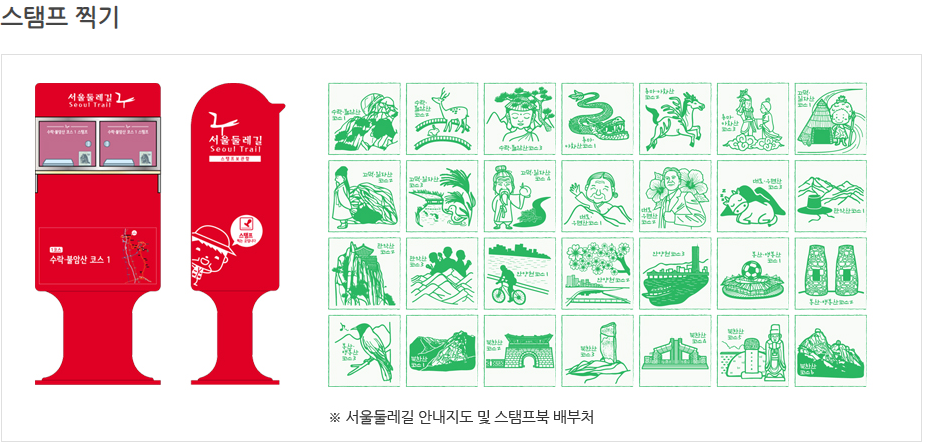 스탬프 찍기
서울둘레길
Seoul Trail
수락·불암산 코스 1 스탬프
수락·불암산 코스 1 스탬프
1코스
수락·불암산 코스 1
서울둘레길
Seoul Trail
스탬프보관함
스탬프
찍는 곳입니다
수락·불암산
코스1
수락·불암산
코스2
수락·불암산코스3
용마·
아차산
코스1
용마·아차산
코스2
용마·
아차산
코스3
고덕·일자산
코스1
고덕·일자산
코스2
고덕·일자산
코스3
고덕·일자산
코스4
대모·
우면산
코스1
대모·
우면산
코스2
대모·우면산
코스3
관악산
코스1
관악산
코스2
관악산
코스3
안양천
코스1
안양천
코스2
안양천코스3
봉산·앵봉산
코스1
봉산·앵봉산코스2
봉산·
앵봉산
코스3
북한산
코스1
북한산
코스2
북한산
코스3
북한산
코스4
북한산
코스5
북한산
코스6
※ 서울둘레길 안내지도 및 스탬프북 배부처